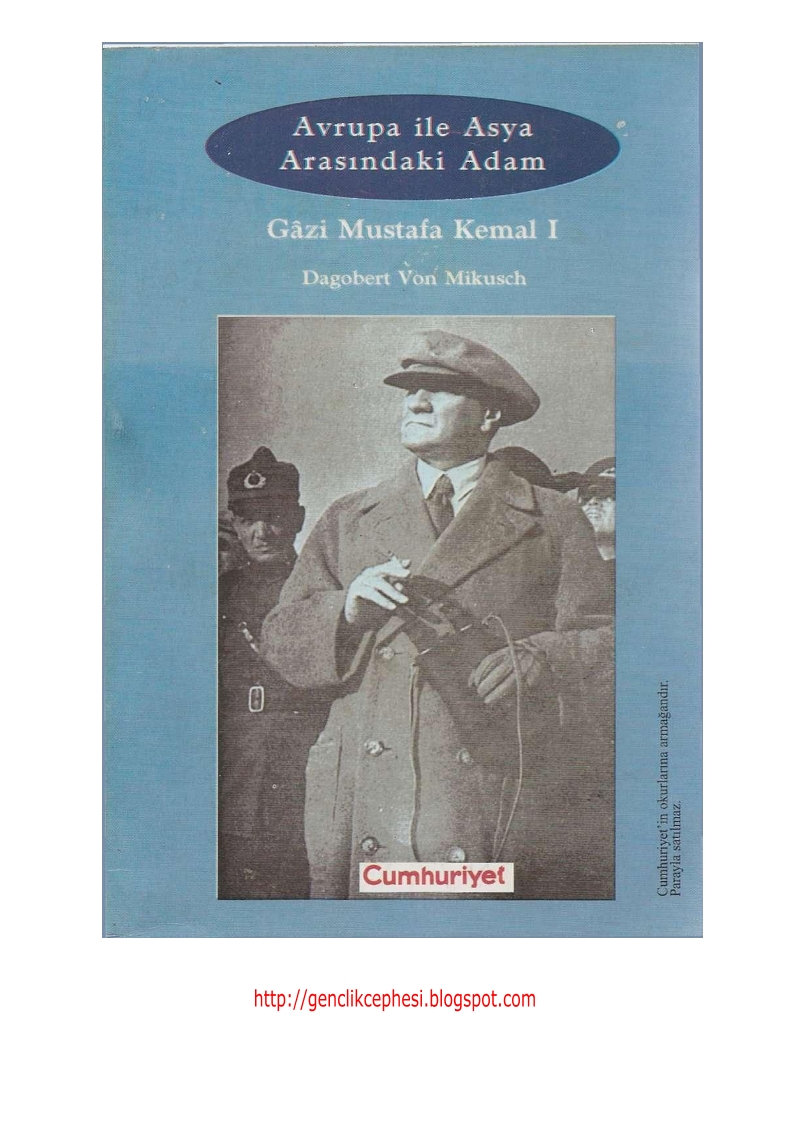 Avrupa ile Asya
Arasındaki Adam
Gâzi Mustafa Kemal I
Dagobert Von Mikusch
Cumhuriyet
Cumhuriyet'in okurlarına armağandır.
Parayla satılmaz.
http://genclikcephesi.blogspot.com